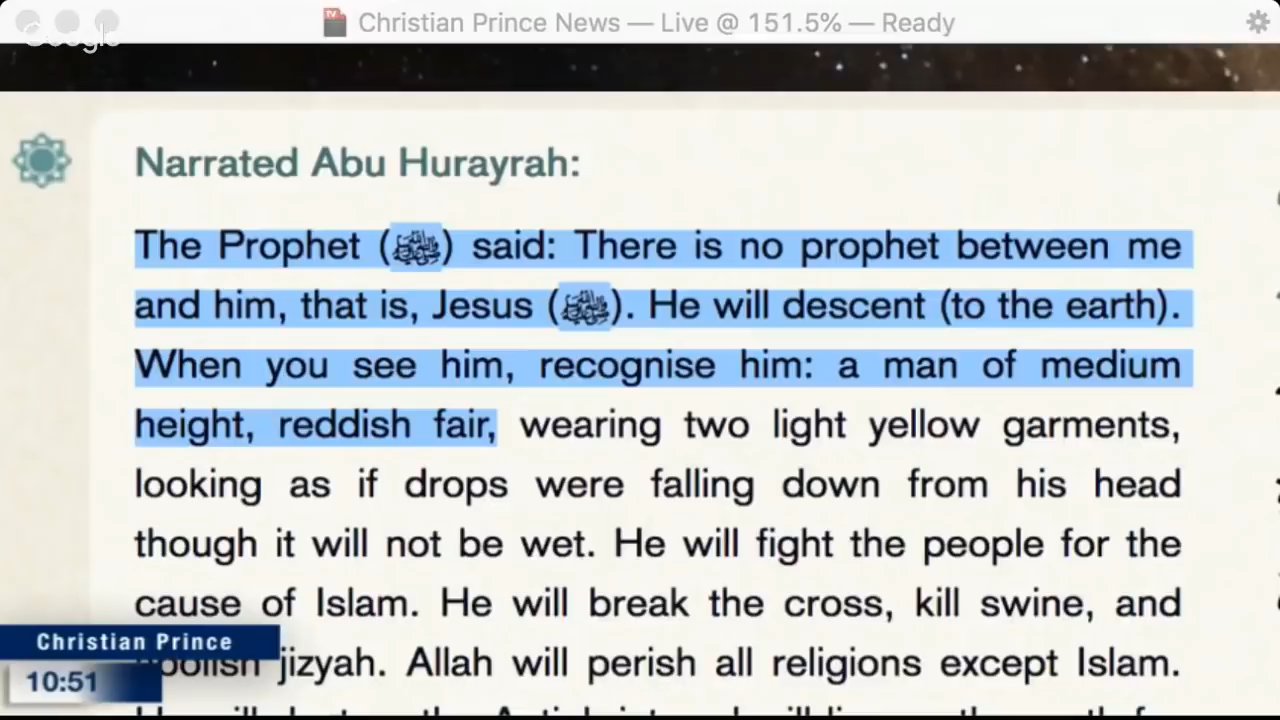 Christian Prince News — Live @ 151.5% — Ready
Google
Narrated Abu Hurayrah:
The Prophet (ﷺ) said: There is no prophet between me
and him, that is, Jesus (ﷺ). He will descent (to the earth).
When you see him, recognise him: a man of medium
height, reddish fair, wearing two light yellow garments,
looking as if drops were falling down from his head
though it will not be wet. He will fight the people for the
cause of Islam. He will break the cross, kill swine, and
jizyah. Allah will perish all religions except Islam.
Christian Prince
10:51